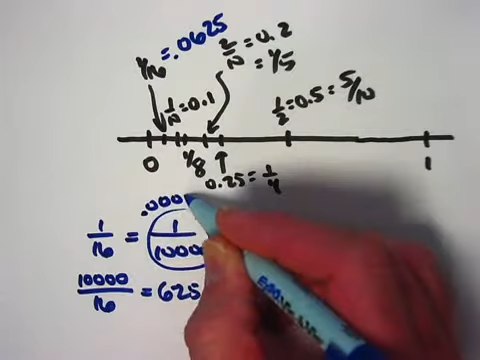 1/16 = .0625
2/10 = 0.2
= 1/5
1/10 = 0.1
1/2 = 0.5 = 5/10
0
1/8
1
0.25 = 1/4
.000
1/16 = 1/10000
10000/16 = 625